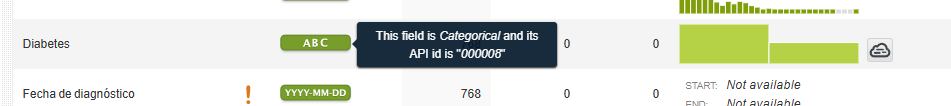 Diabetes ABC This field is Categorical and its API id is "000008" 0 0
Fecha de diagnóstico ! YYYY-MM-DD 768 0 0 START: Not available
END: Not available